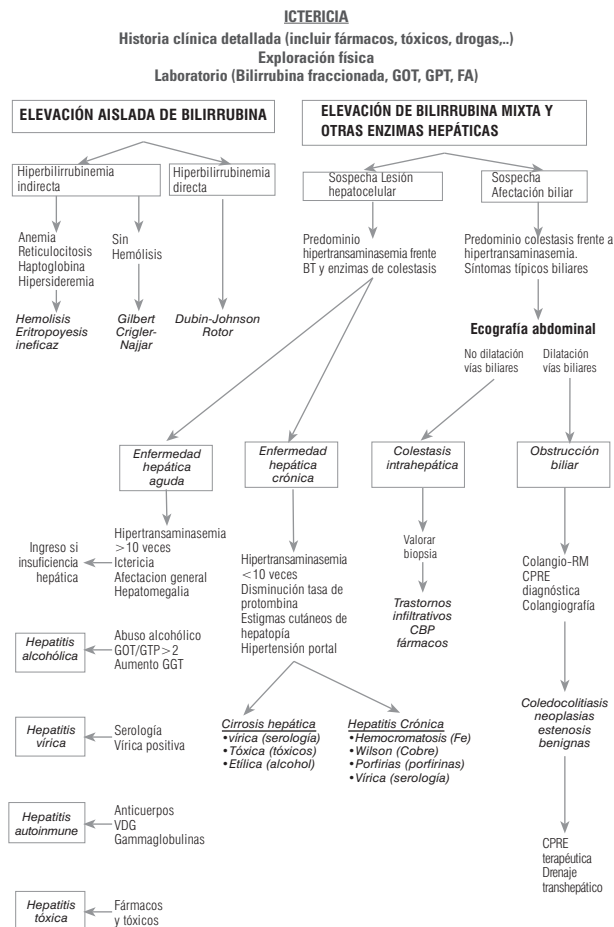 ICTERICIA
Historia clínica detallada (incluir fármacos, tóxicos, drogas,..)
Exploración física
Laboratorio (Bilirrubina fraccionada, GOT, GPT, FA)
ELEVACIÓN AISLADA DE BILIRRUBINA
ELEVACIÓN DE BILIRRUBINA MIXTA Y
OTRAS ENZIMAS HEPÁTICAS
Hiperbilirrubinemia
indirecta
Hiperbilirrubinemia
directa
Sospecha Lesión
hepatocelular
Sospecha
Afectación biliar
Anemia
Reticulocitosis
Haptoglobina
Hipersideremia
Sin
Hemólisis
Predominio
hipertransaminasemia frente
BT y enzimas de colestasis
Predominio colestasis frente a
hipertransaminasemia.
Síntomas típicos biliares
Hemolisis
Eritropoyesis
ineficaz
Gilbert
Crigler-
Najjar
Dubin-Johnson
Rotor
Ecografía abdominal
No dilatación
vías biliares
Dilatación
vías biliares
Enfermedad
hepática
aguda
Enfermedad
hepática
crónica
Colestasis
intrahepática
Obstrucción
biliar
Ingreso si
insuficiencia
hepática
Hipertransaminasemia
>10 veces
Ictericia
Afectacion general
Hepatomegalia
Hipertransaminasemia
<10 veces
Disminución tasa de
protombina
Estigmas cutáneos de
hepatopía
Hipertensión portal
Valorar
biopsia
Trastornos
infiltrativos
CBP
fármacos
Colangio-RM
CPRE
diagnóstica
Colangiografía
Hepatitis
alcohólica
Abuso alcohólico
GOT/GTP>2
Aumento GGT
Hepatitis
vírica
Serología
Vírica positiva
Cirrosis hepática
•vírica (serología)
•Tóxica (tóxicos)
•Etílica (alcohol)
Hepatitis Crónica
•Hemocromatosis (Fe)
•Wilson (Cobre)
•Porfirias (porfirinas)
•Vírica (serología)
Coledocolitiasis
neoplasias
estenosis
benignas
Hepatitis
autoinmune
Anticuerpos
VDG
Gammaglobulinas
CPRE
terapéutica
Drenaje
transhepático
Hepatitis
tóxica
Fármacos
y tóxicos